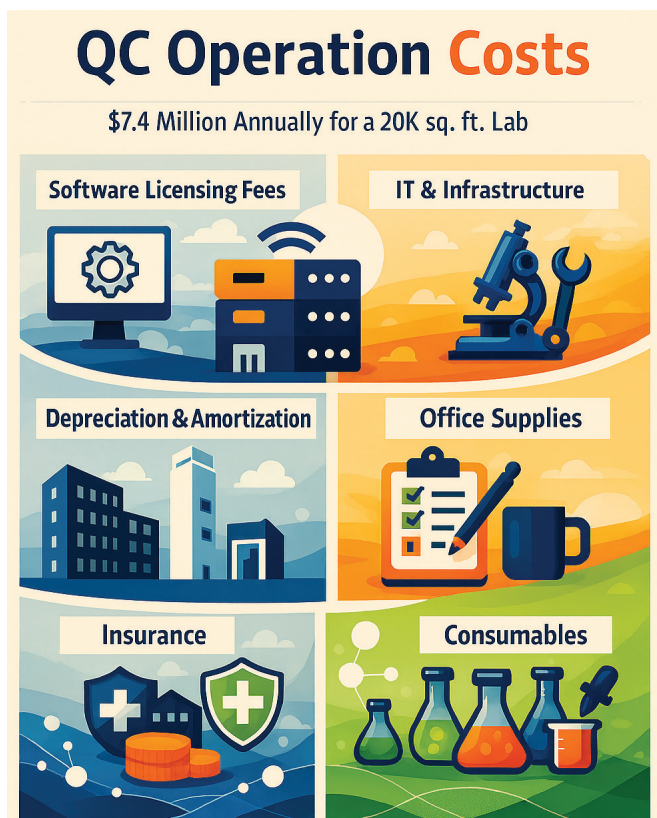 QC Operation Costs
$7.4 Million Annually for a 20K sq. ft. Lab
Software Licensing Fees
IT & Infrastructure
Depreciation & Amortization
Office Supplies
Insurance
Consumables